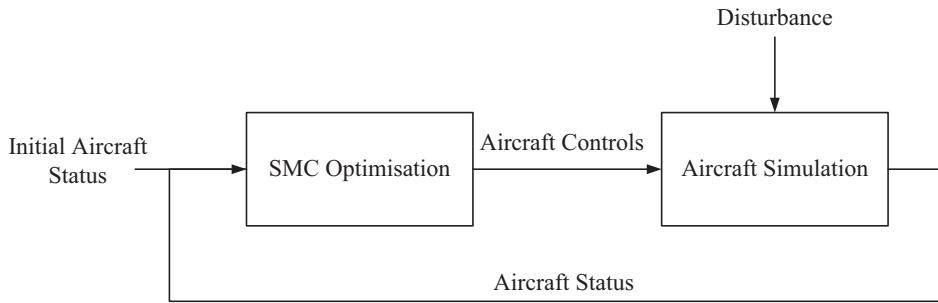 Disturbance
Initial Aircraft
Status
SMC Optimisation
Aircraft Controls
Aircraft Simulation
Aircraft Status